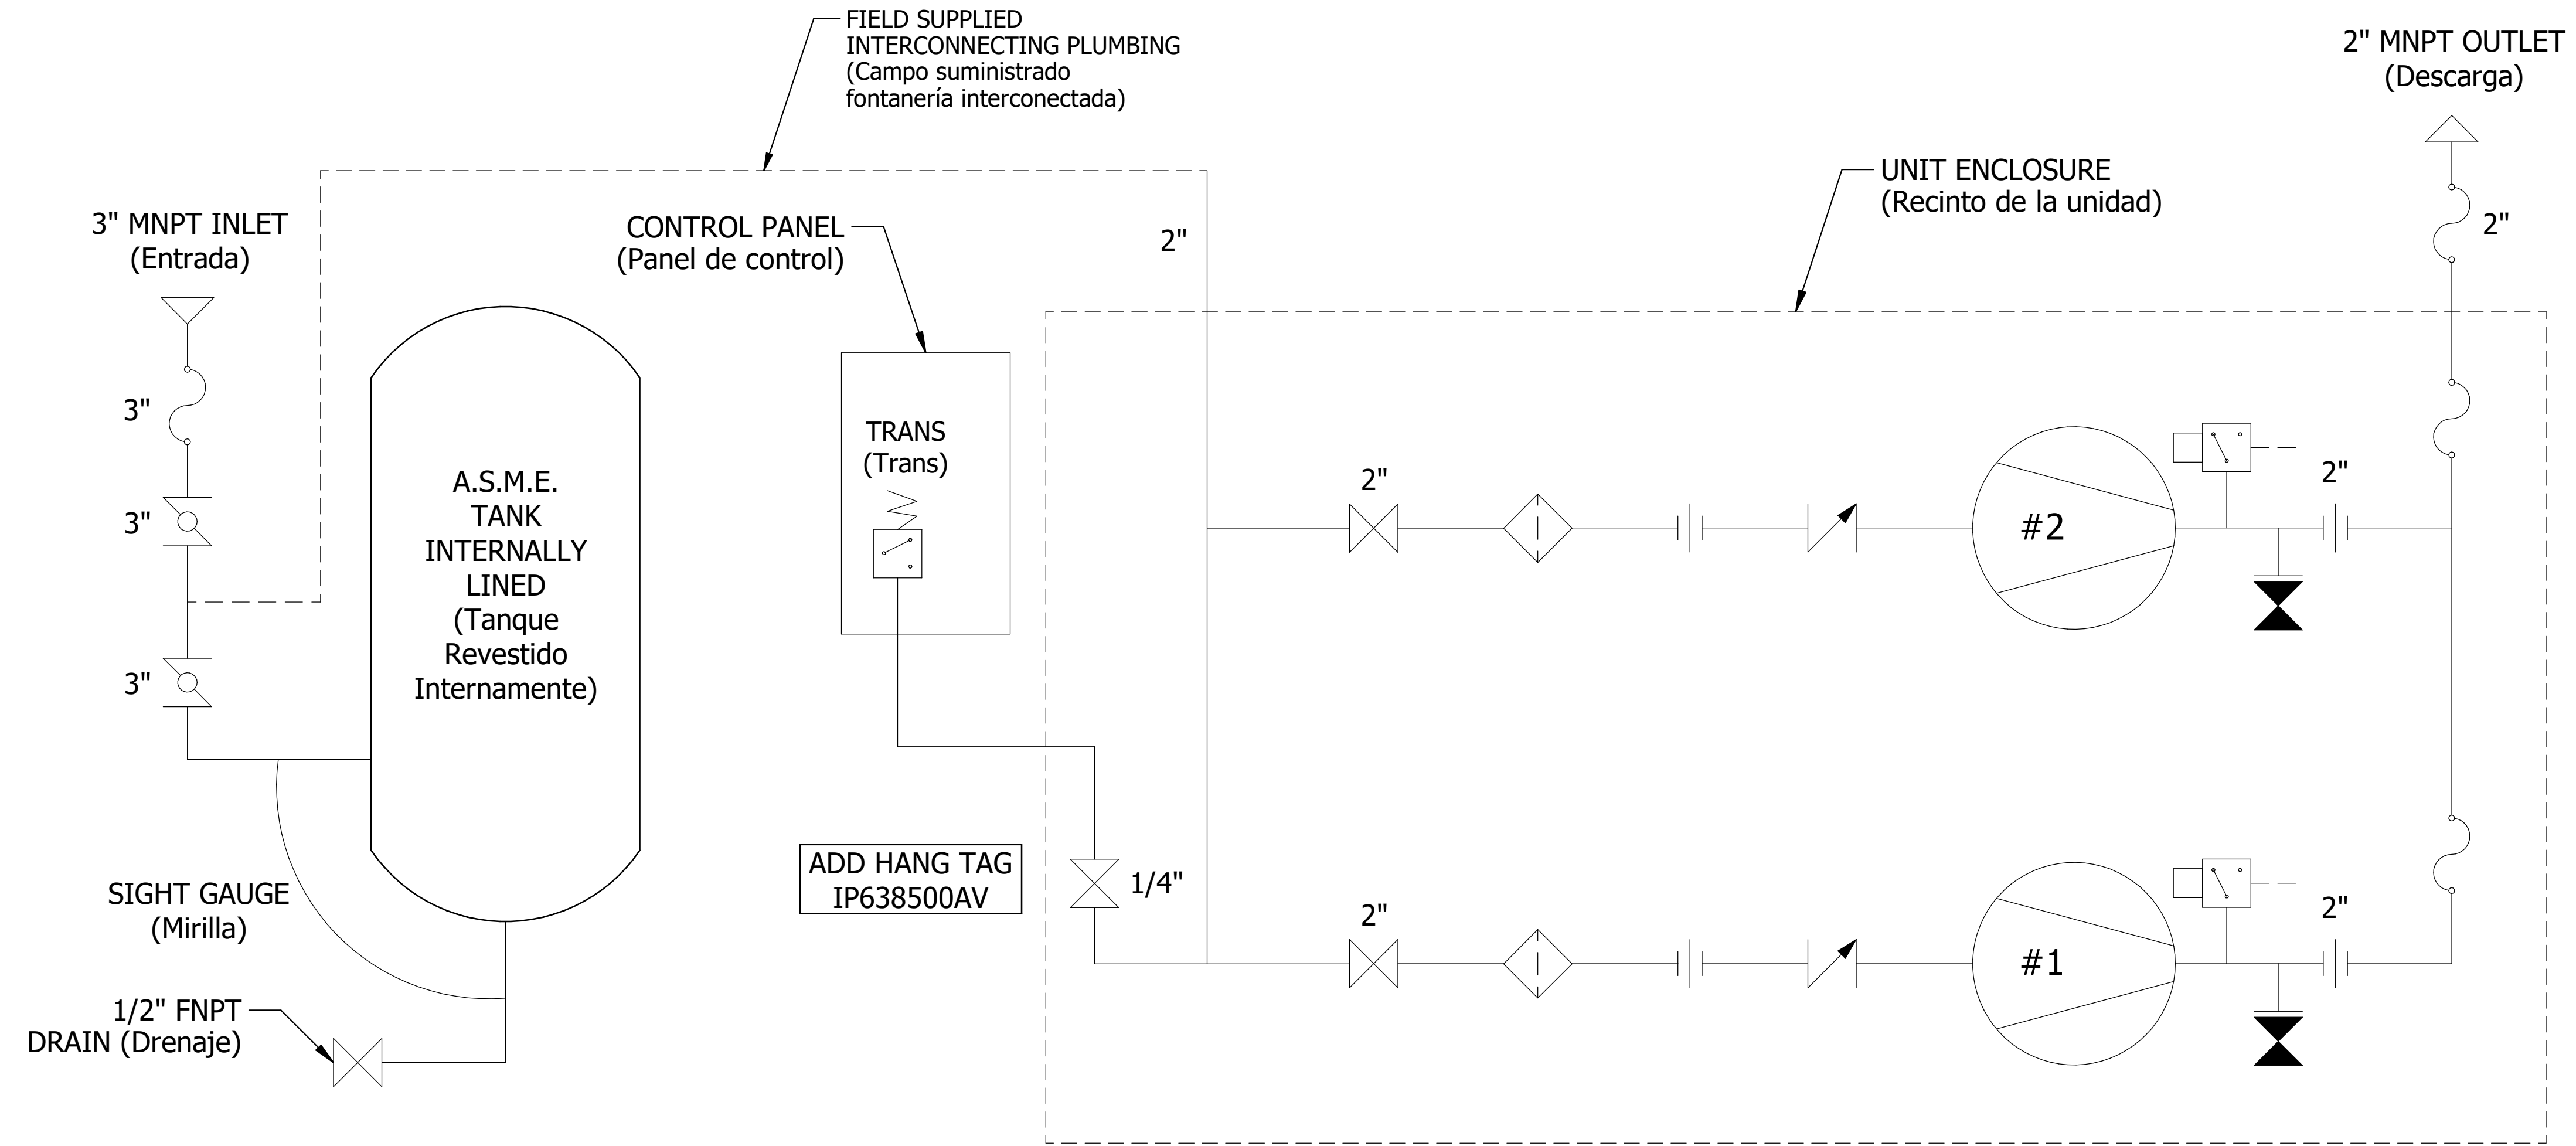 FIELD SUPPLIED
INTERCONNECTING PLUMBING
(Campo suministrado
fontanería interconectada)
2" MNPT OUTLET
(Descarga)
UNIT ENCLOSURE
(Recinto de la unidad)
3" MNPT INLET
(Entrada)
CONTROL PANEL
(Panel de control)
2"
2"
3"
3"
3"
A.S.M.E.
TANK
INTERNALLY
LINED
(Tanque
Revestido
Internamente)
TRANS
(Trans)
2"
#2
2"
ADD HANG TAG
IP638500AV
1/4"
2"
#1
2"
SIGHT GAUGE
(Mirilla)
1/2" FNPT
DRAIN (Drenaje)